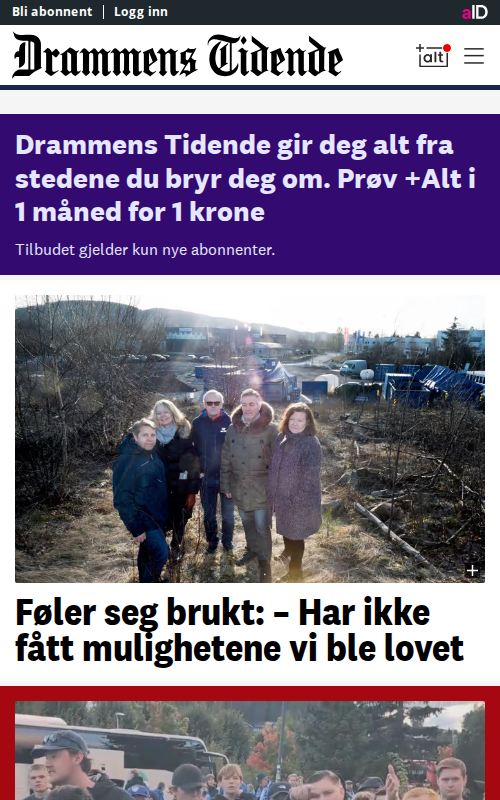 Bli abonnent | Logg inn
aID
Drammens Tidende
+alt
Drammens Tidende gir deg alt fra
stedene du bryr deg om. Prøv +Alt i
1 måned for 1 krone
Tilbudet gjelder kun nye abonnenter.
+
Føler seg brukt: – Har ikke
fått mulighetene vi ble lovet